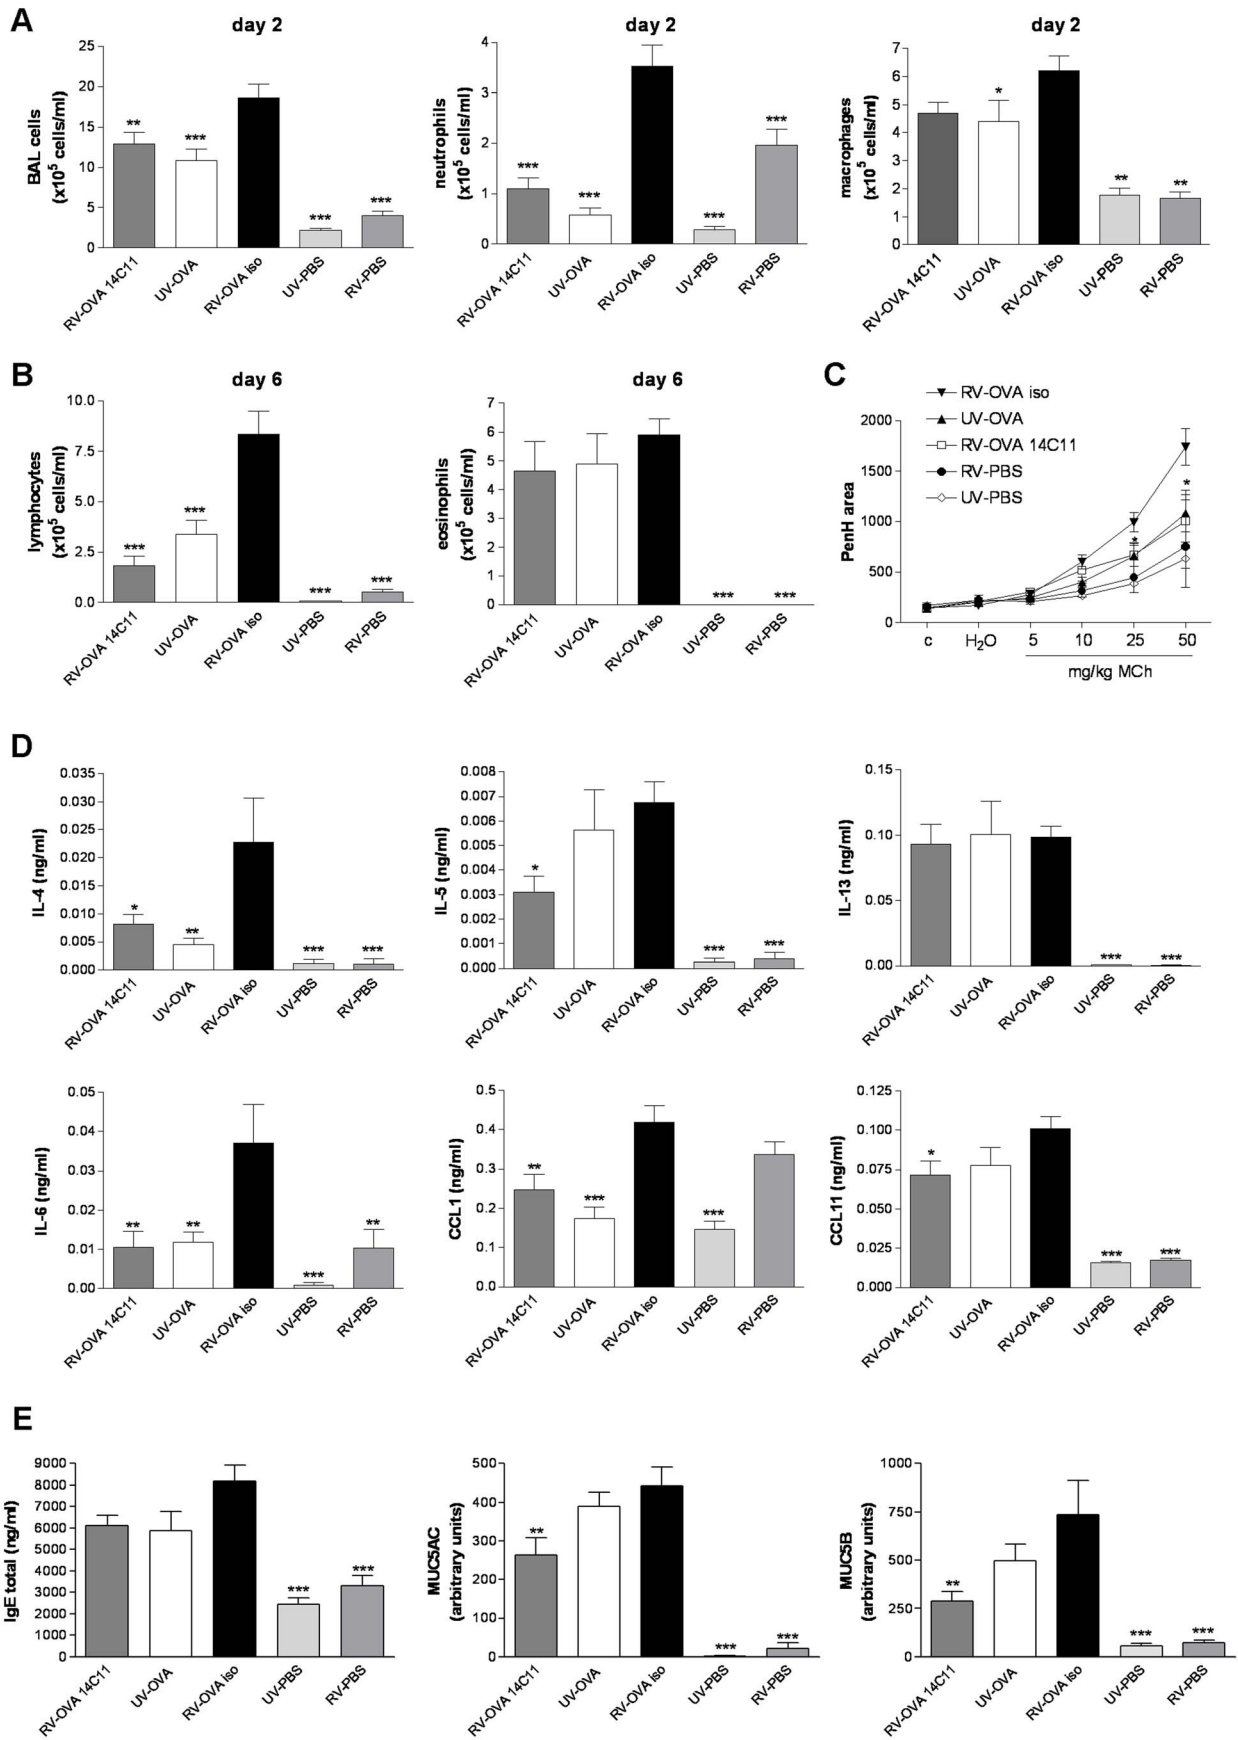 A
day 2
day 2
day 2
BAL cells
(x10⁵ cells/ml)
25
20
15
10
5
0
**
***
***
***
RV-OVA 14C11
UV-OVA
RV-OVA iso
UV-PBS
RV-PBS
neutrophils
(x10⁵ cells/ml)
4
3
2
1
0
***
***
***
***
RV-OVA 14C11
UV-OVA
RV-OVA iso
UV-PBS
RV-PBS
macrophages
(x10⁵ cells/ml)
7
6
5
4
3
2
1
0
*
**
**
RV-OVA 14C11
UV-OVA
RV-OVA iso
UV-PBS
RV-PBS
B
day 6
day 6
lymphocytes
(x10⁵ cells/ml)
10.0
7.5
5.0
2.5
0.0
***
***
***
***
RV-OVA 14C11
UV-OVA
RV-OVA iso
UV-PBS
RV-PBS
eosinophils
(x10⁵ cells/ml)
7
6
5
4
3
2
1
0
***
***
RV-OVA 14C11
UV-OVA
RV-OVA iso
UV-PBS
RV-PBS
C
RV-OVA iso
UV-OVA
RV-OVA 14C11
RV-PBS
UV-PBS
PenH area
2000
1500
1000
500
0
*
*
c H₂O 5 10 25 50
mg/kg MCh
D
IL-4 (ng/ml)
0.035
0.030
0.025
0.020
0.015
0.010
0.005
0.000
*
**
***
***
RV-OVA 14C11
UV-OVA
RV-OVA iso
UV-PBS
RV-PBS
IL-5 (ng/ml)
0.008
0.007
0.006
0.005
0.004
0.003
0.002
0.001
0.000
*
***
***
RV-OVA 14C11
UV-OVA
RV-OVA iso
UV-PBS
RV-PBS
IL-13 (ng/ml)
0.15
0.10
0.05
0.00
***
***
RV-OVA 14C11
UV-OVA
RV-OVA iso
UV-PBS
RV-PBS
IL-6 (ng/ml)
0.05
0.04
0.03
0.02
0.01
0.00
**
**
***
**
RV-OVA 14C11
UV-OVA
RV-OVA iso
UV-PBS
RV-PBS
CCL1 (ng/ml)
0.5
0.4
0.3
0.2
0.1
0.0
**
***
***
RV-OVA 14C11
UV-OVA
RV-OVA iso
UV-PBS
RV-PBS
CCL11 (ng/ml)
0.125
0.100
0.075
0.050
0.025
0.000
*
***
***
RV-OVA 14C11
UV-OVA
RV-OVA iso
UV-PBS
RV-PBS
E
IgE total (ng/ml)
9000
8000
7000
6000
5000
4000
3000
2000
1000
0
***
***
RV-OVA 14C11
UV-OVA
RV-OVA iso
UV-PBS
RV-PBS
MUC5AC
(arbitrary units)
500
400
300
200
100
0
**
***
***
RV-OVA 14C11
UV-OVA
RV-OVA iso
UV-PBS
RV-PBS
MUC5B
(arbitrary units)
1000
750
500
250
0
**
***
***
RV-OVA 14C11
UV-OVA
RV-OVA iso
UV-PBS
RV-PBS